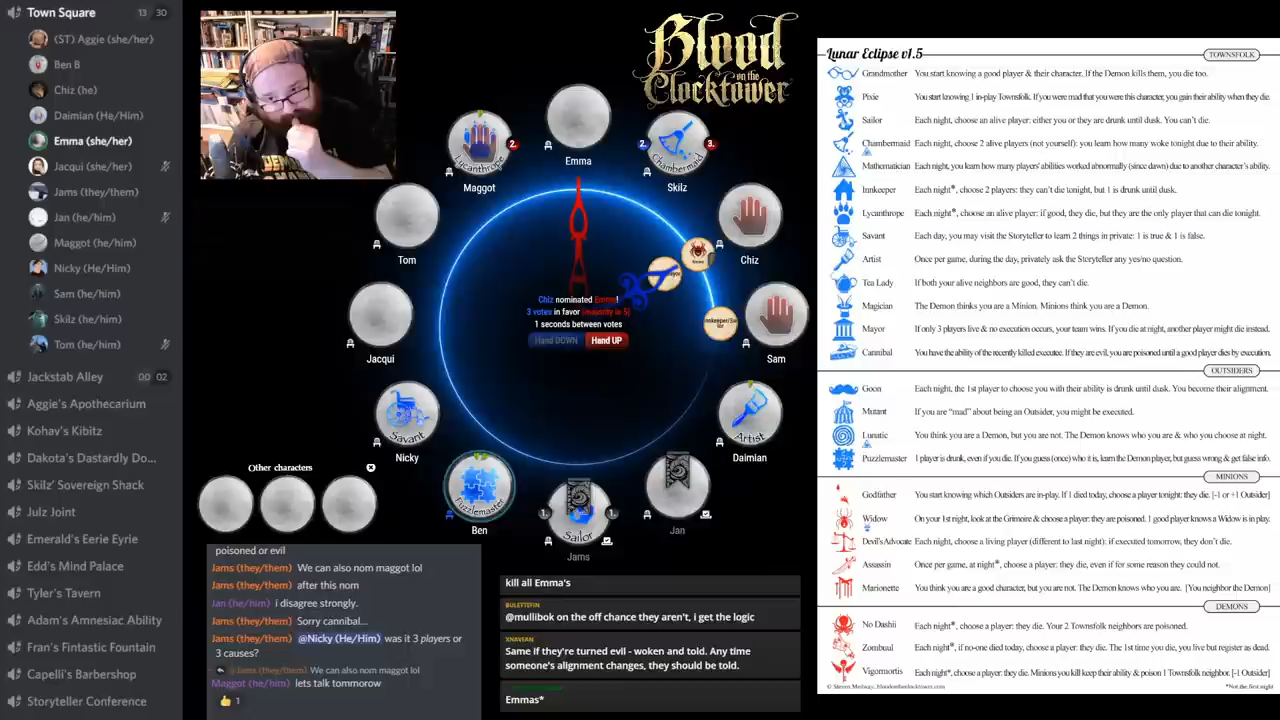 Town Square
13 30
(ST) Aggie (she/her)
Ben B
Chiz (he)
Daimian (He/Him)
Emma (she/her)
Jacqui (she/her)
Jams (they/them)
Jan (he/him)
Maggot (he/him)
Nicky (He/Him)
Sam (he/him)
Skilz (he/him)
Tom (he/him)
Jackelsob Alley
00 02
Aggie's Apothecarium
Kohav's Kibitz
Dakota's Dastardly Do...
Skilz' Sovereign Shack
Julz Joint
Emerald's Eerie Eyrie
Edd's Mind Palace
Tyler's Tavern
Adam's Amnesiac Ability
Fran's Fantastic Fountain
Capelli's Cardshop
Storyteller Conference
Blood
on the
Clocktower
Emma
Lycanthrope
2.
Maggot
2.
Chambermaid
3.
Skilz
Tom
Chiz
Jacqui
Sam
Chiz nominated Emma!
3 votes in favor (majority is 5)
1 seconds between votes
Hand DOWN
Hand UP
Savant
Nicky
Artist
Daimian
Puzzlemaster
Ben
1.
Sailor
1.
Jams
Jan
Other characters
poisoned or evil
Jams (they/them) We can also nom maggot lol
Jams (they/them) after this nom
Jan (he/him) i disagree strongly.
Jams (they/them) Sorry cannibal...
Jams (they/them) @Nicky (He/Him) was it 3 players or
3 causes?
@Jams (they/them) We can also nom maggot lol
Maggot (he/him) lets talk tommorow
1
kill all Emma's
BULETTEFIN
@mullibok on the off chance they aren't, i get the logic
XNAVEAN
Same if they're turned evil - woken and told. Any time
someone's alignment changes, they should be told.
Emmas*
Lunar Eclipse v1.5
TOWNSFOLK
Grandmother You start knowing a good player & their character. If the Demon kills them, you die too.
Pixie You start knowing 1 in-play Townsfolk. If you were mad that you were this character, you gain their ability when they die.
Sailor Each night, choose an alive player: either you or they are drunk until dusk. You can't die.
Chambermaid Each night, choose 2 alive players (not yourself): you learn how many woke tonight due to their ability.
Mathematician Each night, you learn how many players' abilities worked abnormally (since dawn) due to another character's ability.
Innkeeper Each night*, choose 2 players: they can't die tonight, but 1 is drunk until dusk.
Lycanthrope Each night*, choose an alive player: if good, they die, but they are the only player that can die tonight.
Savant Each day, you may visit the Storyteller to learn 2 things in private: 1 is true & 1 is false.
Artist Once per game, during the day, privately ask the Storyteller any yes/no question.
Tea Lady If both your alive neighbors are good, they can't die.
Magician The Demon thinks you are a Minion. Minions think you are a Demon.
Mayor If only 3 players live & no execution occurs, your team wins. If you die at night, another player might die instead.
Cannibal You have the ability of the recently killed executee. If they are evil, you are poisoned until a good player dies by execution.
OUTSIDERS
Goon Each night, the 1st player to choose you with their ability is drunk until dusk. You become their alignment.
Mutant If you are "mad" about being an Outsider, you might be executed.
Lunatic You think you are a Demon, but you are not. The Demon knows who you are & who you choose at night.
Puzzlemaster 1 player is drunk, even if you die. If you guess (once) who it is, learn the Demon player, but guess wrong & get false info.
MINIONS
Godfather You start knowing which Outsiders are in-play. If 1 died today, choose a player tonight: they die. [-1 or +1 Outsider]
Widow On your 1st night, look at the Grimoire & choose a player: they are poisoned. 1 good player knows a Widow is in play.
Devil's Advocate Each night, choose a living player (different to last night): if executed tomorrow, they don't die.
Assassin Once per game, at night*, choose a player: they die, even if for some reason they could not.
Marionette You think you are a good character, but you are not. The Demon knows who you are. [You neighbor the Demon]
DEMONS
No Dashii Each night*, choose a player: they die. Your 2 Townsfolk neighbors are poisoned.
Zombuul Each night*, if no-one died today, choose a player: they die. The 1st time you die, you live but register as dead.
Vigormortis Each night*, choose a player: they die. Minions you kill keep their ability & poison 1 Townsfolk neighbor. [-1 Outsider]
© Steven Medway, bloodontheclocktower.com
*Not the first night